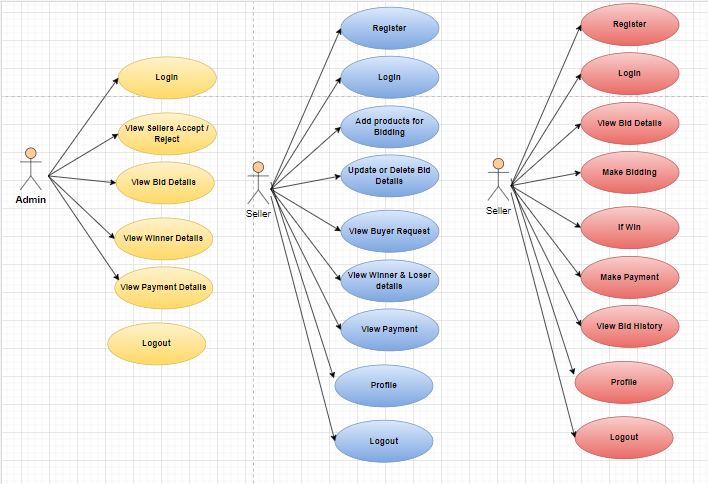 Login
View Sellers Accept /
Reject
View Bid Details
View Winner Details
View Payment Details
Logout
Admin
Register
Login
Add products for
Bidding
Update or Delete Bid
Details
View Buyer Request
View Winner & Loser
details
View Payment
Profile
Logout
Seller
Register
Login
View Bid Details
Make Bidding
If Win
Make Payment
View Bid History
Profile
Logout
Seller